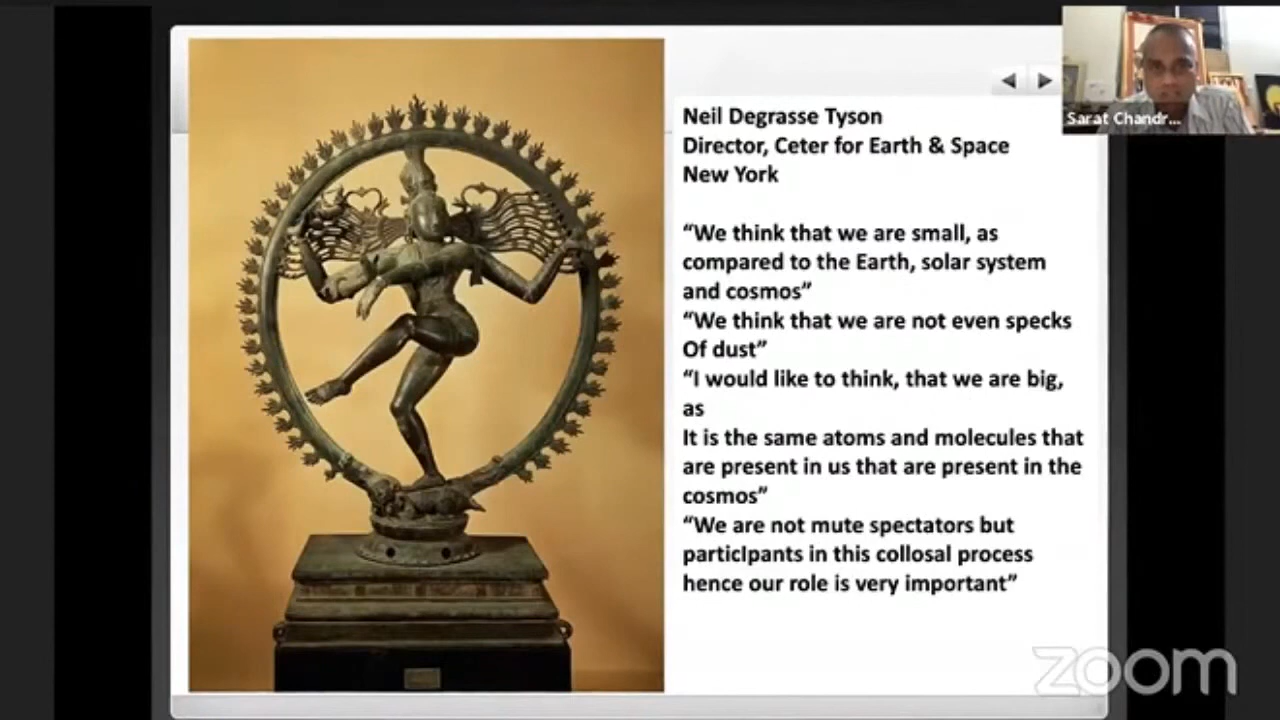 Neil Degrasse Tyson
Director, Ceter for Earth & Space
New York
“We think that we are small, as
compared to the Earth, solar system
and cosmos”
“We think that we are not even specks
Of dust”
“I would like to think, that we are big,
as
It is the same atoms and molecules that
are present in us that are present in the
cosmos”
“We are not mute spectators but
particIpants in this collosal process
hence our role is very important”
Sarat Chandr...
zoom